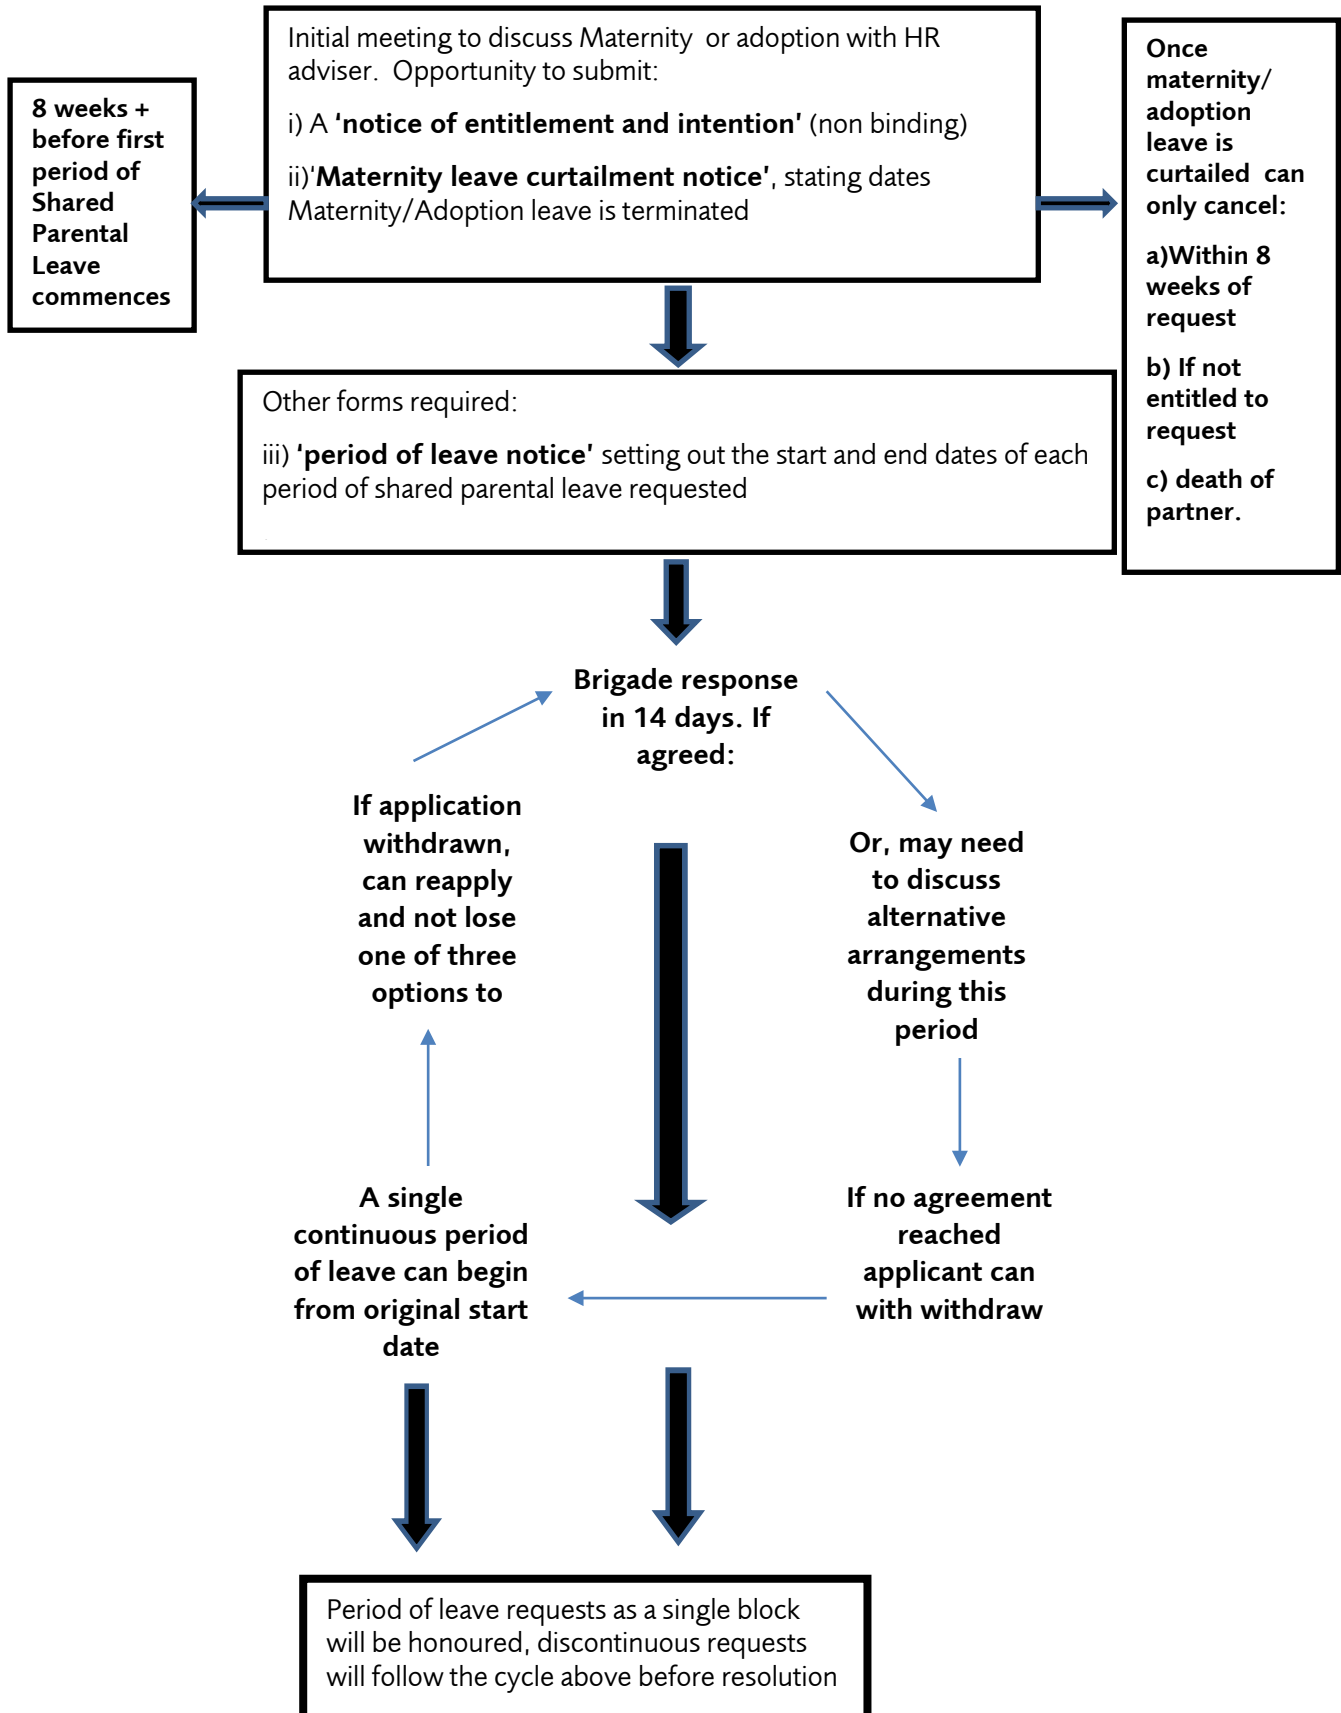 Initial meeting to discuss Maternity  or adoption with HR
adviser.  Opportunity to submit:
i) A ‘notice of entitlement and intention’ (non binding)
ii)‘Maternity leave curtailment notice’, stating dates
Maternity/Adoption leave is terminated
8 weeks +
before first
period of
Shared
Parental
Leave
commences
Once
maternity/
adoption
leave is
curtailed  can
only cancel:
a)Within 8
weeks of
request
b) If not
entitled to
request
c) death of
partner.
Other forms required:
iii) ‘period of leave notice’ setting out the start and end dates of each
period of shared parental leave requested
Brigade response
in 14 days. If
agreed:
Or, may need
to discuss
alternative
arrangements
during this
period
If no agreement
reached
applicant can
with withdraw
A single
continuous period
of leave can begin
from original start
date
If application
withdrawn,
can reapply
and not lose
one of three
options to
Period of leave requests as a single block
will be honoured, discontinuous requests
will follow the cycle above before resolution